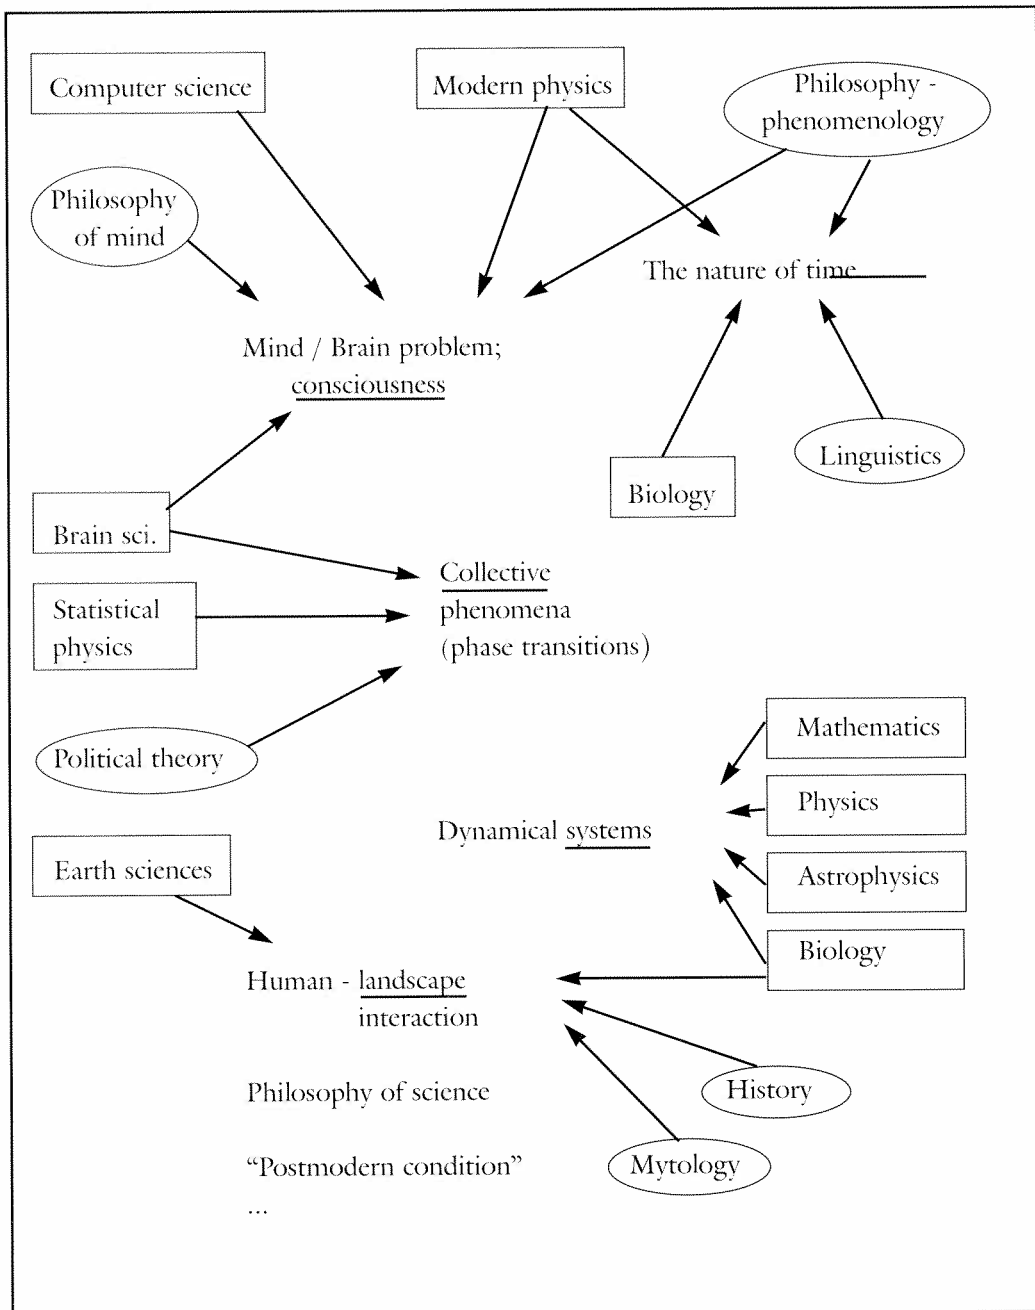 Computer science
Modern physics
Philosophy -
phenomenology
Philosophy
of mind
The nature of time
Mind / Brain problem;
consciousness
Linguistics
Biology
Brain sci.
Collective
phenomena
(phase transitions)
Statistical
physics
Political theory
Mathematics
Physics
Dynamical systems
Astrophysics
Earth sciences
Biology
Human - landscape
interaction
Philosophy of science
History
"Postmodern condition"
Mytology
...